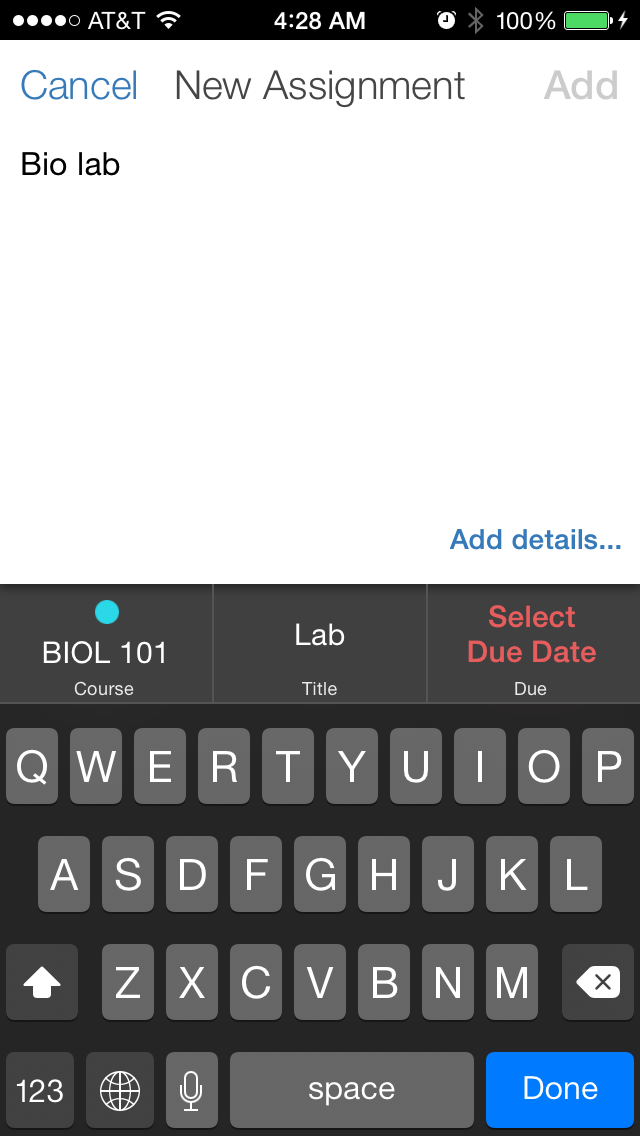 AT&T 4:28 AM 100%
Cancel New Assignment Add
Bio lab
Add details...
BIOL 101
Course
Lab
Title
Select
Due Date
Due
Q W E R T Y U I O P
A S D F G H J K L
Z X C V B N M
123 space Done